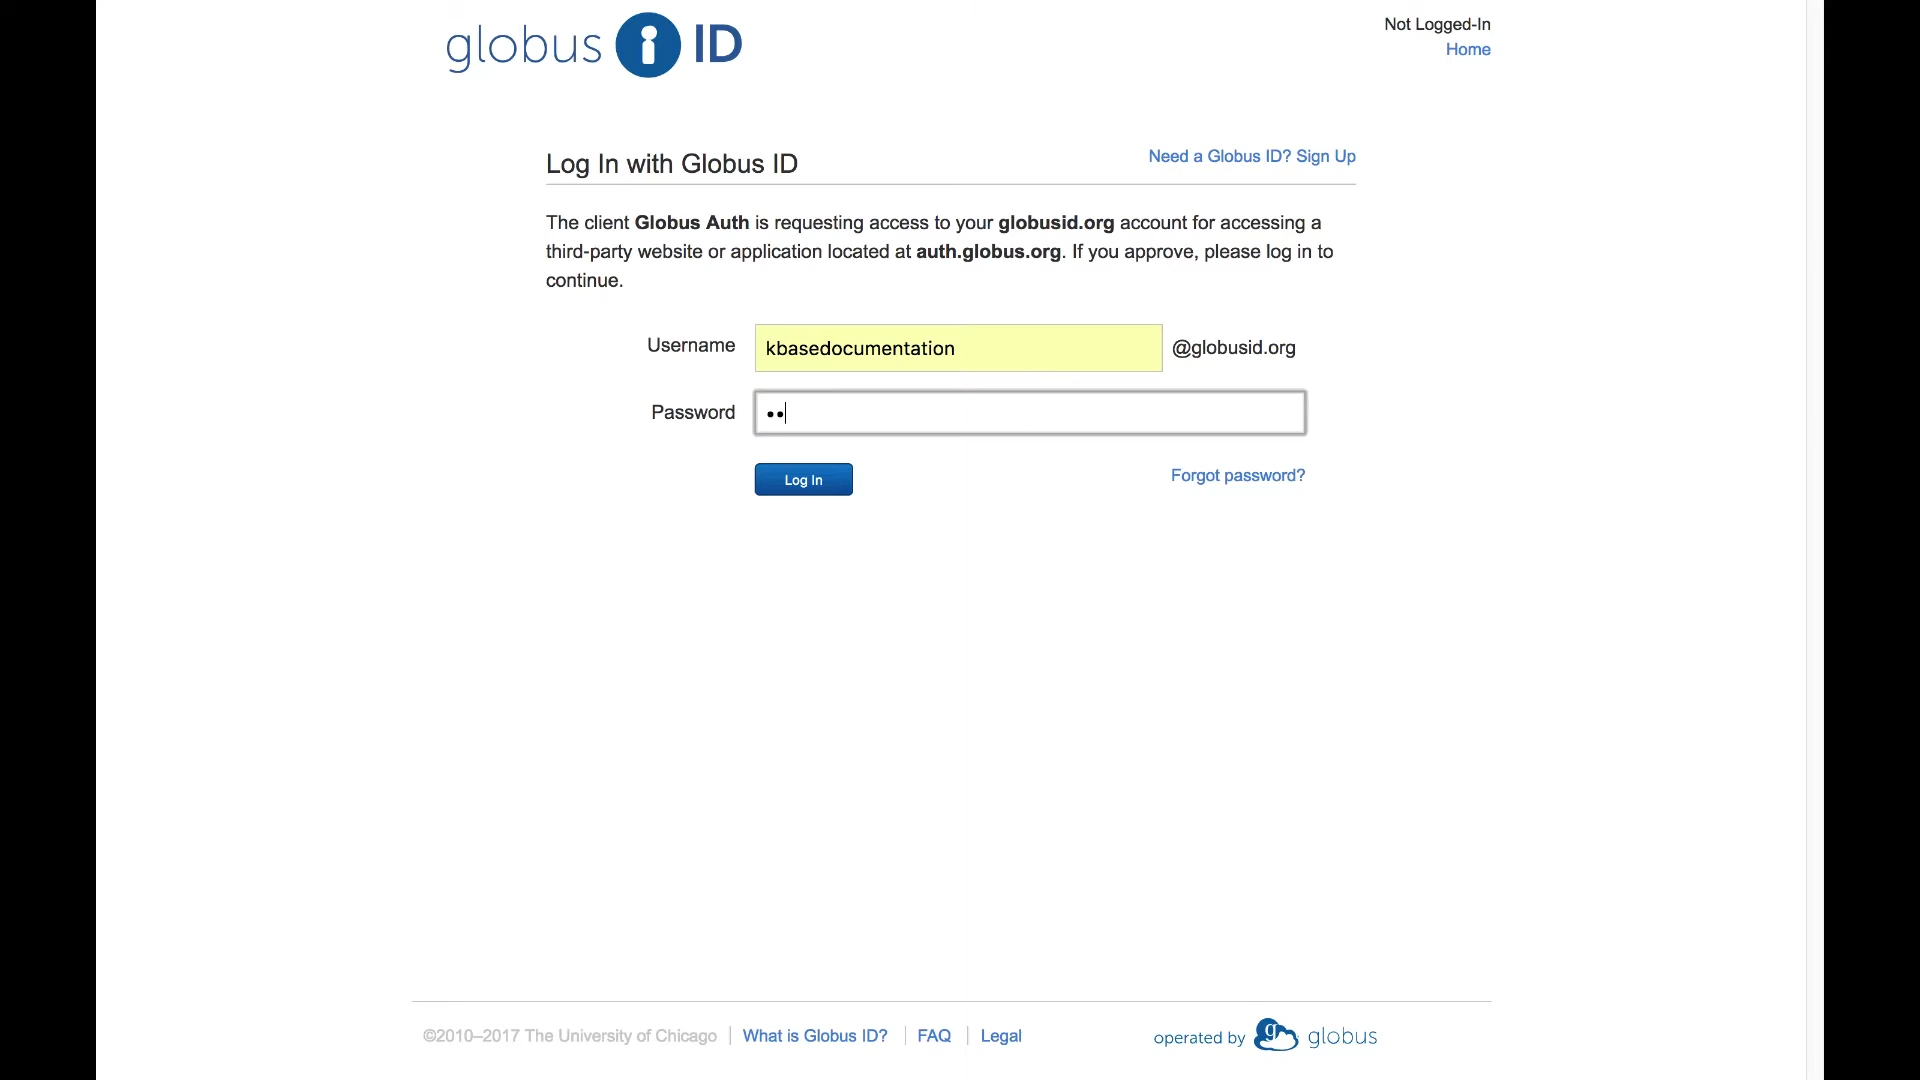 globus ID
Not Logged-In
Home
Log In with Globus ID
Need a Globus ID? Sign Up
The client Globus Auth is requesting access to your globusid.org account for accessing a
third-party website or application located at auth.globus.org. If you approve, please log in to
continue.
Username kbasedocumentation @globusid.org
Password ••
Log In
Forgot password?
©2010–2017 The University of Chicago | What is Globus ID? | FAQ | Legal
operated by globus